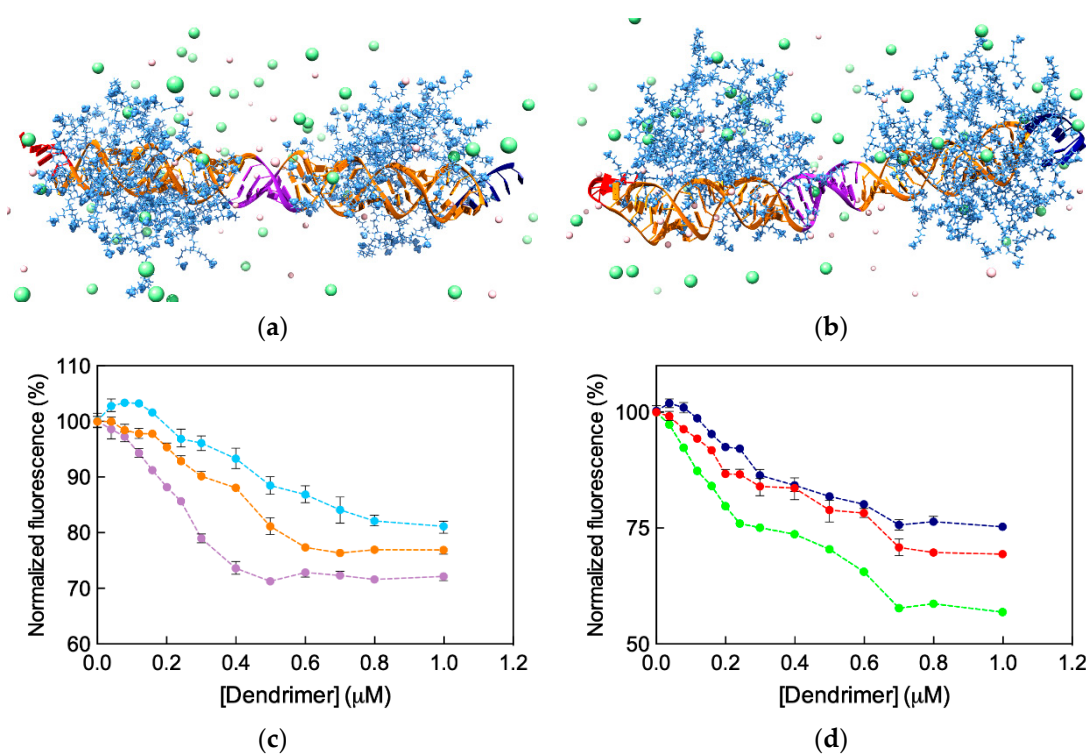 (a)
(b)
Normalized fluorescence (%)
110
100
90
80
70
60
0.0 0.2 0.4 0.6 0.8 1.0 1.2
[Dendrimer] (μM)
(c)
Normalized fluorescence (%)
100
75
50
0.0 0.2 0.4 0.6 0.8 1.0 1.2
[Dendrimer] (μM)
(d)